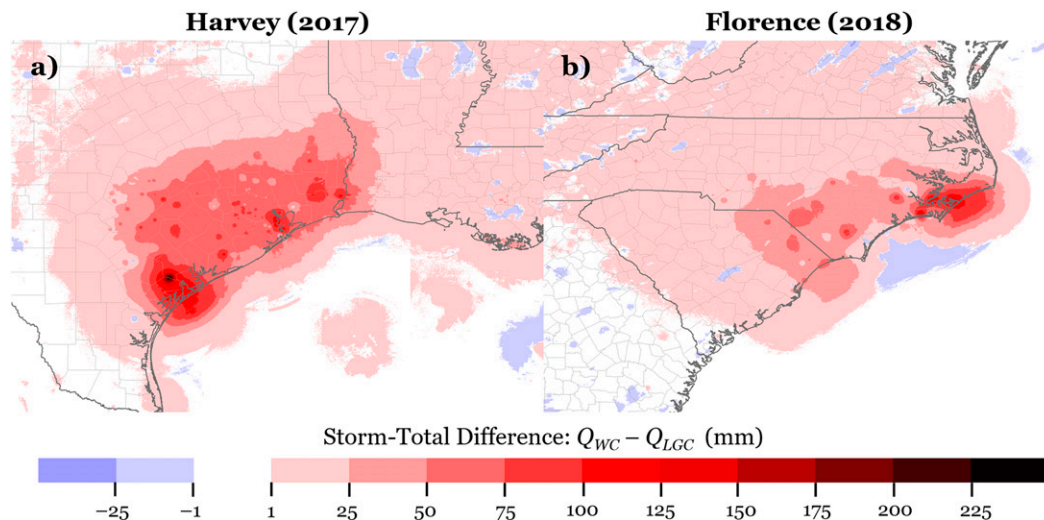 Harvey (2017) Florence (2018)
a) b)
Storm-Total Difference: Q_WC – Q_LGC (mm)
−25 −1 1 25 50 75 100 125 150 175 200 225